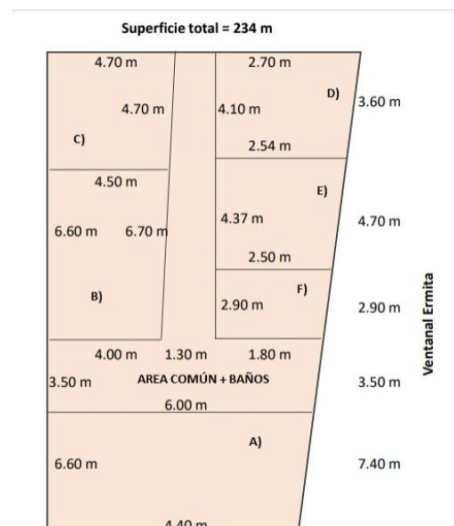 Superficie total = 234 m
4.70 m 2.70 m
D)
3.60 m
4.70 m 4.10 m
C)
2.54 m
4.50 m
E)
4.37 m 4.70 m
6.60 m 6.70 m
2.50 m
F)
B)
2.90 m 2.90 m
Ventanal Ermita
4.00 m 1.30 m 1.80 m
3.50 m AREA COMÚN + BAÑOS 3.50 m
6.00 m
A)
6.60 m 7.40 m
4.40 m